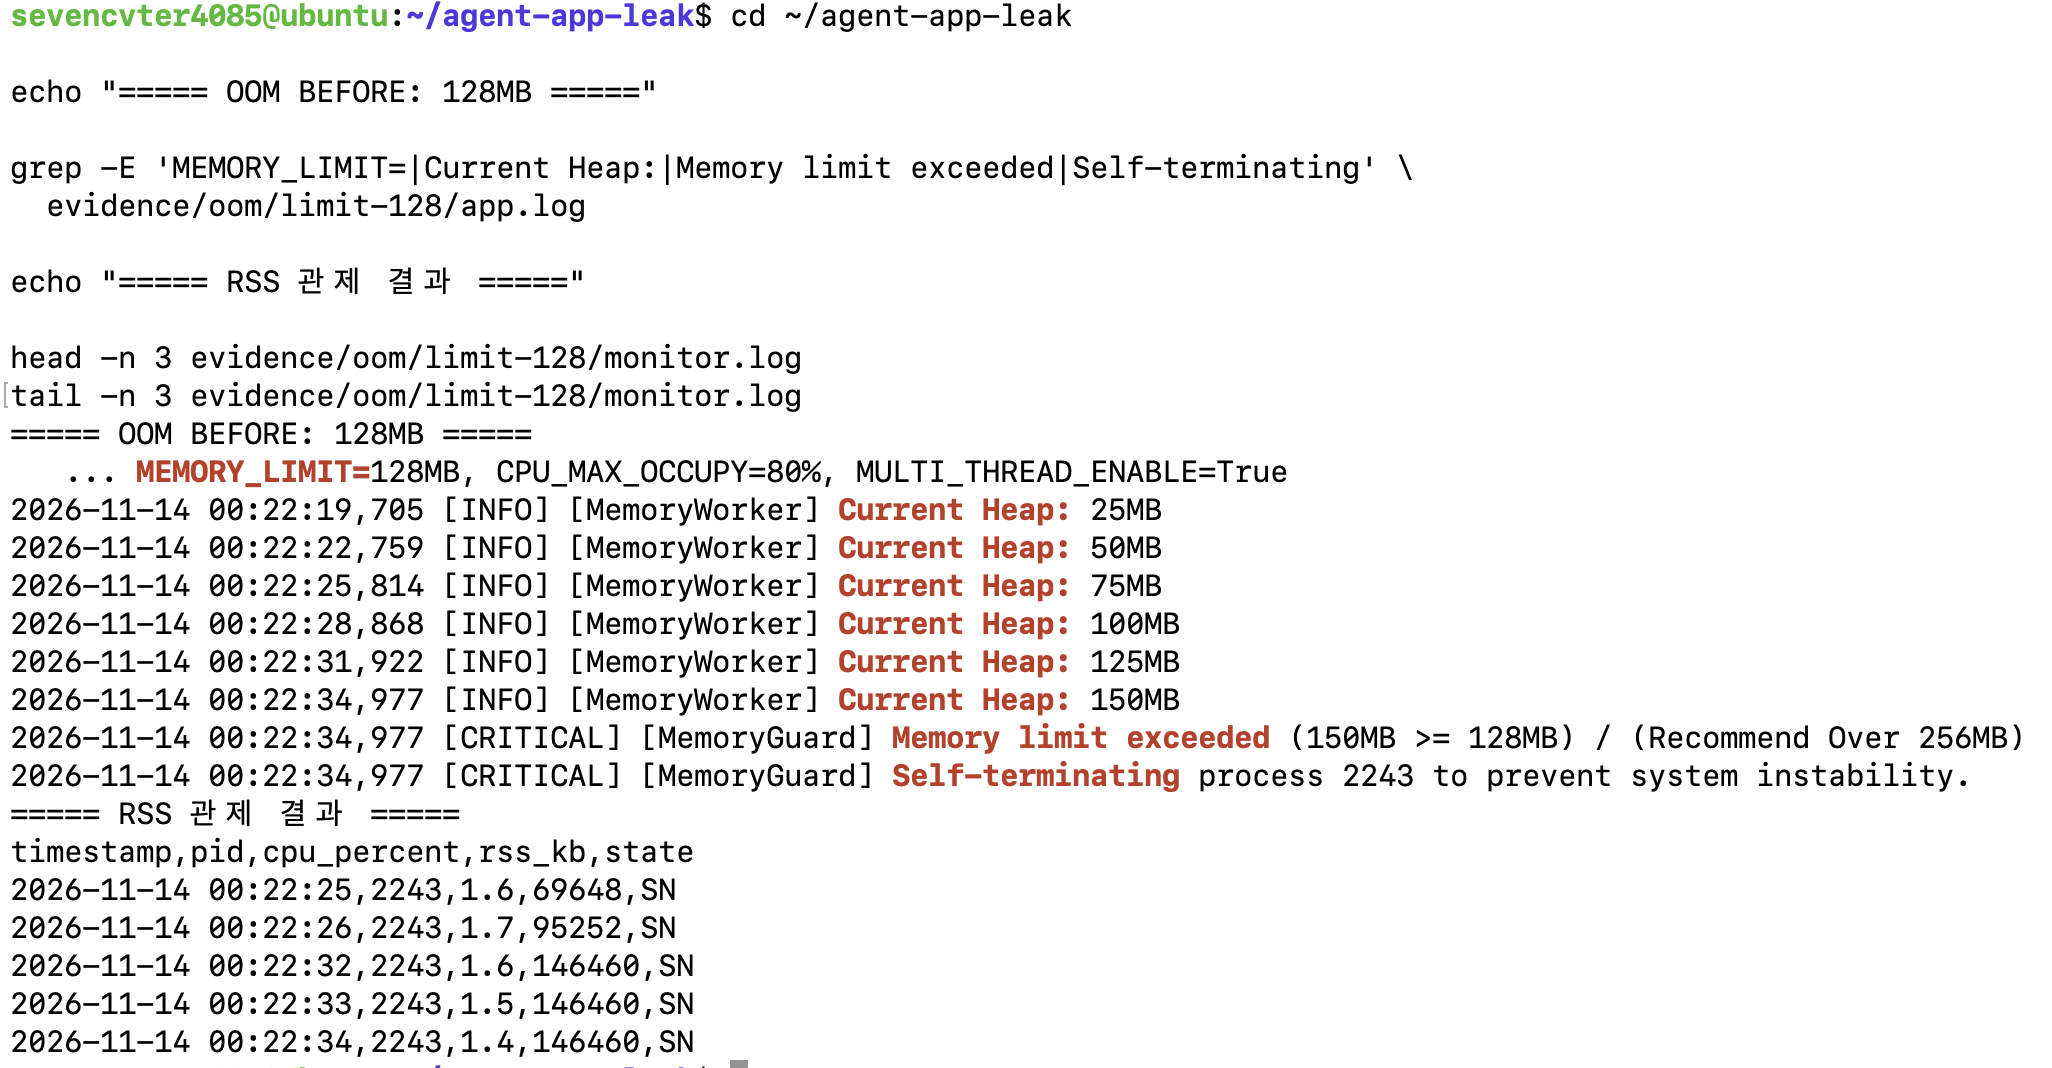 sevencvter4085@ubuntu:~/agent-app-leak$ cd ~/agent-app-leak
echo "===== OOM BEFORE: 128MB ====="
grep -E 'MEMORY_LIMIT=|Current Heap:|Memory limit exceeded|Self-terminating' \
  evidence/oom/limit-128/app.log
echo "===== RSS 관제 결과 ====="
head -n 3 evidence/oom/limit-128/monitor.log
[tail -n 3 evidence/oom/limit-128/monitor.log
===== OOM BEFORE: 128MB =====
   ... MEMORY_LIMIT=128MB, CPU_MAX_OCCUPY=80%, MULTI_THREAD_ENABLE=True
2026-11-14 00:22:19,705 [INFO] [MemoryWorker] Current Heap: 25MB
2026-11-14 00:22:22,759 [INFO] [MemoryWorker] Current Heap: 50MB
2026-11-14 00:22:25,814 [INFO] [MemoryWorker] Current Heap: 75MB
2026-11-14 00:22:28,868 [INFO] [MemoryWorker] Current Heap: 100MB
2026-11-14 00:22:31,922 [INFO] [MemoryWorker] Current Heap: 125MB
2026-11-14 00:22:34,977 [INFO] [MemoryWorker] Current Heap: 150MB
2026-11-14 00:22:34,977 [CRITICAL] [MemoryGuard] Memory limit exceeded (150MB >= 128MB) / (Recommend Over 256MB)
2026-11-14 00:22:34,977 [CRITICAL] [MemoryGuard] Self-terminating process 2243 to prevent system instability.
===== RSS 관제 결과 =====
timestamp,pid,cpu_percent,rss_kb,state
2026-11-14 00:22:25,2243,1.6,69648,SN
2026-11-14 00:22:26,2243,1.7,95252,SN
2026-11-14 00:22:32,2243,1.6,146460,SN
2026-11-14 00:22:33,2243,1.5,146460,SN
2026-11-14 00:22:34,2243,1.4,146460,SN